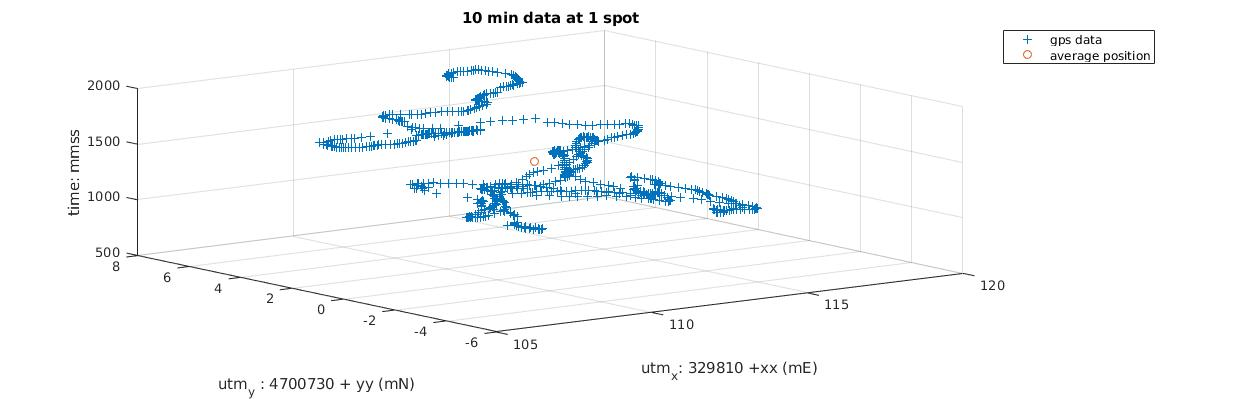 10 min data at 1 spot
gps data
average position
time: mmss
2000
1500
1000
500
8
6
4
2
0
-2
-4
-6
105
110
115
120
utm_y : 4700730 + yy (mN)
utm_x: 329810 +xx (mE)